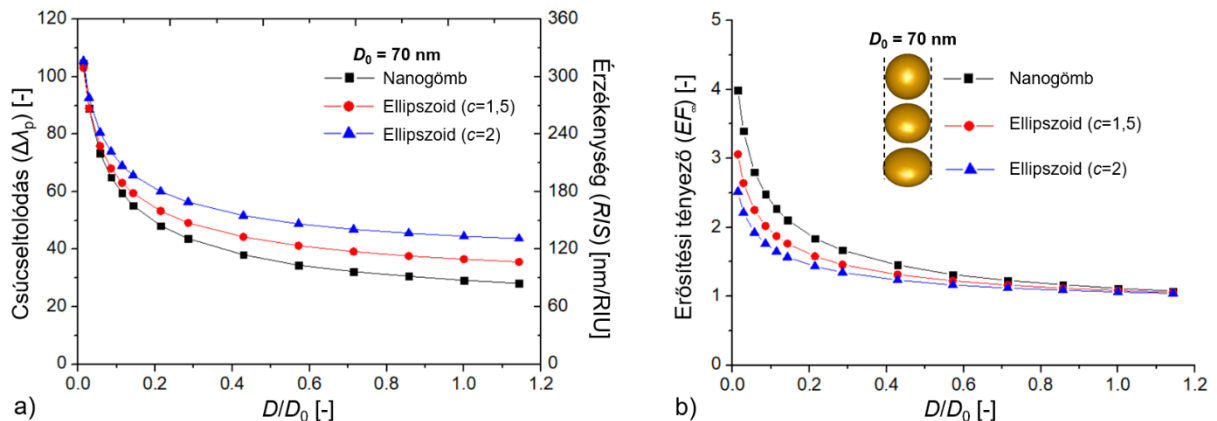 120
100
80
60
40
20
0
Csúcseltolódás (Δλp) [-]
D0 = 70 nm
Nanogömb
Ellipszoid (c=1,5)
Ellipszoid (c=2)
360
300
240
180
120
60
0
Érzékenység (RIS) [nm/RIU]
0.0 0.2 0.4 0.6 0.8 1.0 1.2
D/D0 [-]
a)
5
4
3
2
1
0
Erősítési tényező (EF∞) [-]
D0 = 70 nm
Nanogömb
Ellipszoid (c=1,5)
Ellipszoid (c=2)
0.0 0.2 0.4 0.6 0.8 1.0 1.2
D/D0 [-]
b)